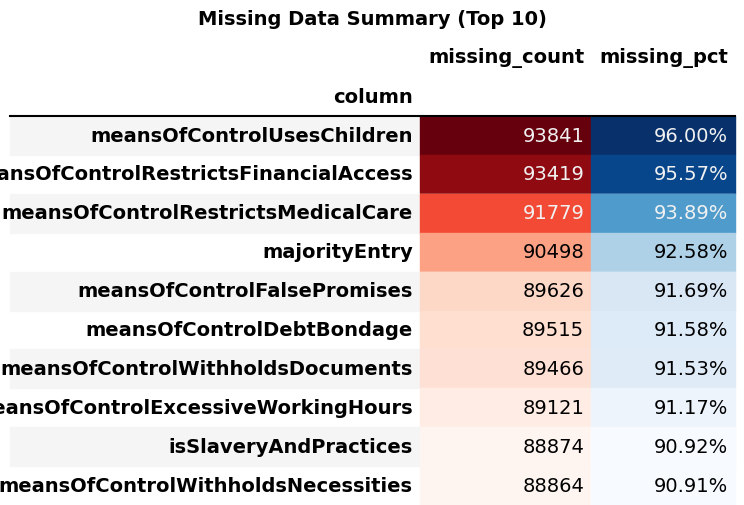 Missing Data Summary (Top 10)
missing_count missing_pct
column
meansOfControlUsesChildren 93841 96.00%
ansOfControlRestrictsFinancialAccess 93419 95.57%
meansOfControlRestrictsMedicalCare 91779 93.89%
majorityEntry 90498 92.58%
meansOfControlFalsePromises 89626 91.69%
meansOfControlDebtBondage 89515 91.58%
meansOfControlWithholdsDocuments 89466 91.53%
eansOfControlExcessiveWorkingHours 89121 91.17%
isSlaveryAndPractices 88874 90.92%
meansOfControlWithholdsNecessities 88864 90.91%